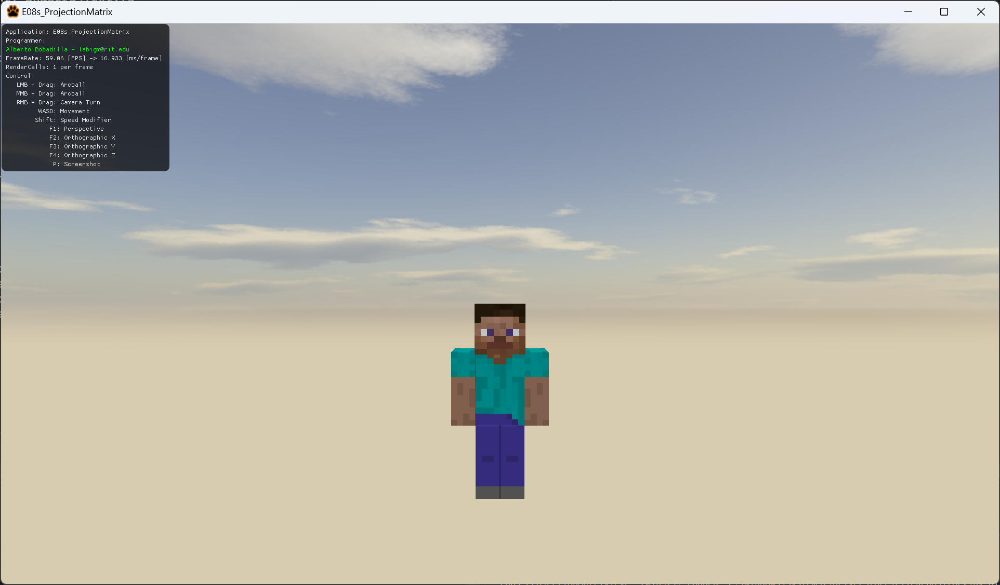 E08s_ProjectionMatrix
Application: E08s_ProjectionMatrix
Programmer:
Alberto Bobadilla - labigm@rit.edu
FrameRate: 59.06 [FPS] -> 16.933 [ms/frame]
RenderCalls: 1 per frame
Control:
LMB + Drag: Arcball
MMB + Drag: Arcball
RMB + Drag: Camera Turn
WASD: Movement
Shift: Speed Modifier
F1: Perspective
F2: Orthographic X
F3: Orthographic Y
F4: Orthographic Z
P: Screenshot